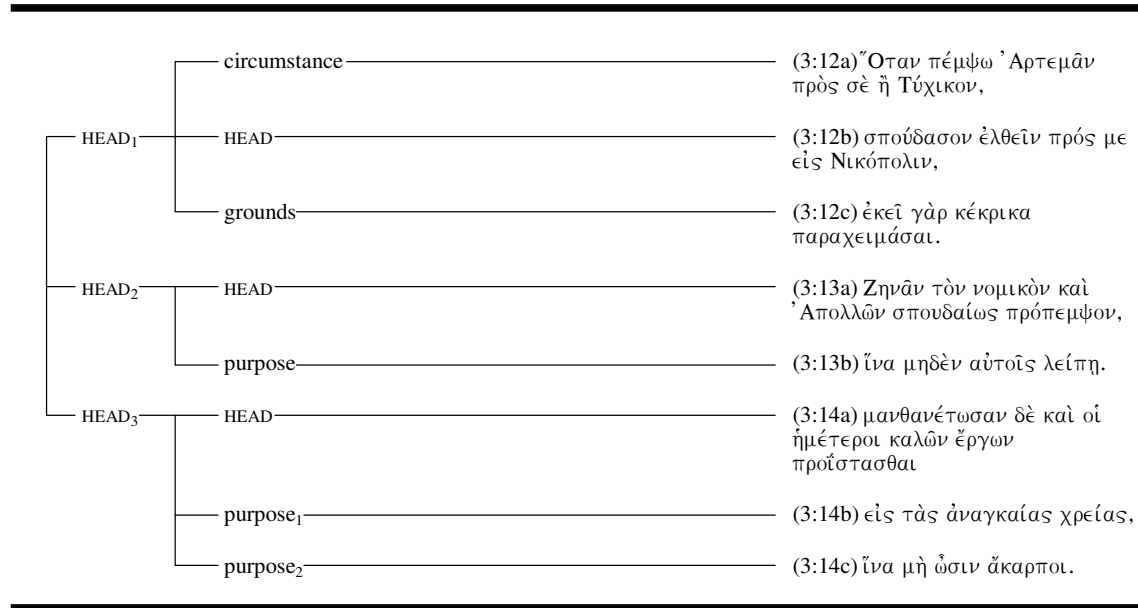 circumstance (3:12a) Ὅταν πέμψω Ἀρτεμᾶν
πρὸς σὲ ἢ Τύχικον,
HEAD₁ HEAD (3:12b) σπούδασον ἐλθεῖν πρός με
εἰς Νικόπολιν,
grounds (3:12c) ἐκεῖ γὰρ κέκρικα
παραχειμάσαι.
HEAD₂ HEAD (3:13a) Ζηνᾶν τὸν νομικὸν καὶ
Ἀπολλῶν σπουδαίως πρόπεμψον,
purpose (3:13b) ἵνα μηδὲν αὐτοῖς λείπῃ.
HEAD₃ HEAD (3:14a) μανθανέτωσαν δὲ καὶ οἱ
ἡμέτεροι καλῶν ἔργων
προΐστασθαι
purpose₁ (3:14b) εἰς τὰς ἀναγκαίας χρείας,
purpose₂ (3:14c) ἵνα μὴ ὦσιν ἄκαρποι.